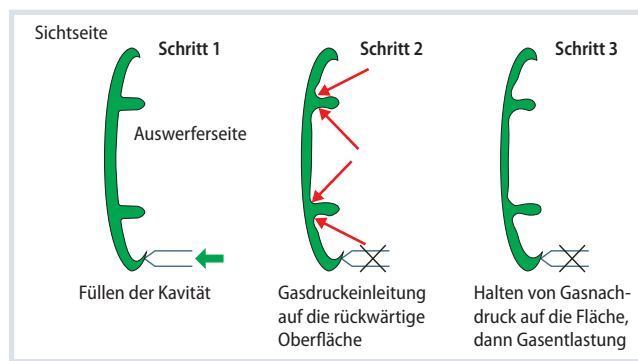 Sichtseite
Schritt 1
Schritt 2
Schritt 3
Auswerferseite
Füllen der Kavität
Gasdruckeinleitung
auf die rückwärtige
Oberfläche
Halten von Gasnach-
druck auf die Fläche,
dann Gasentlastung